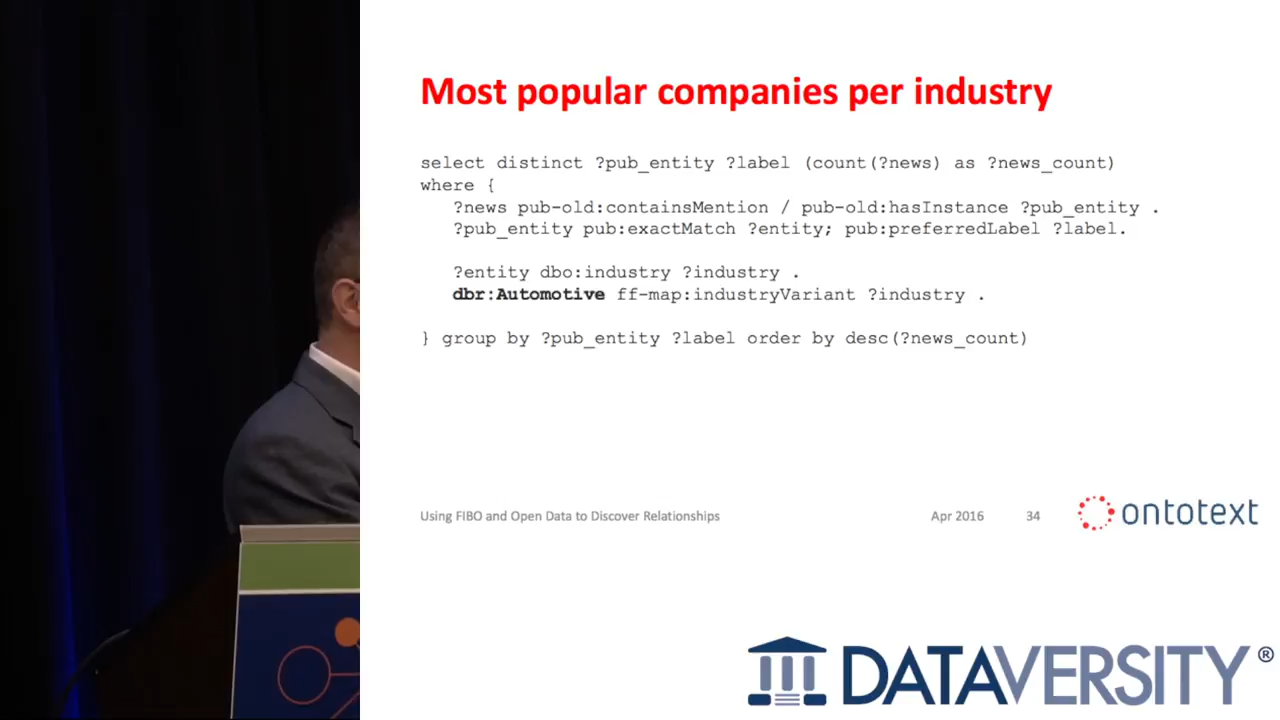 Most popular companies per industry
select distinct ?pub_entity ?label (count(?news) as ?news_count)
where {
?news pub-old:containsMention / pub-old:hasInstance ?pub_entity .
?pub_entity pub:exactMatch ?entity; pub:preferredLabel ?label.
?entity dbo:industry ?industry .
dbr:Automotive ff-map:industryVariant ?industry .
} group by ?pub_entity ?label order by desc(?news_count)
Using FIBO and Open Data to Discover Relationships Apr 2016 34 ontotext
DATAVERSITY®